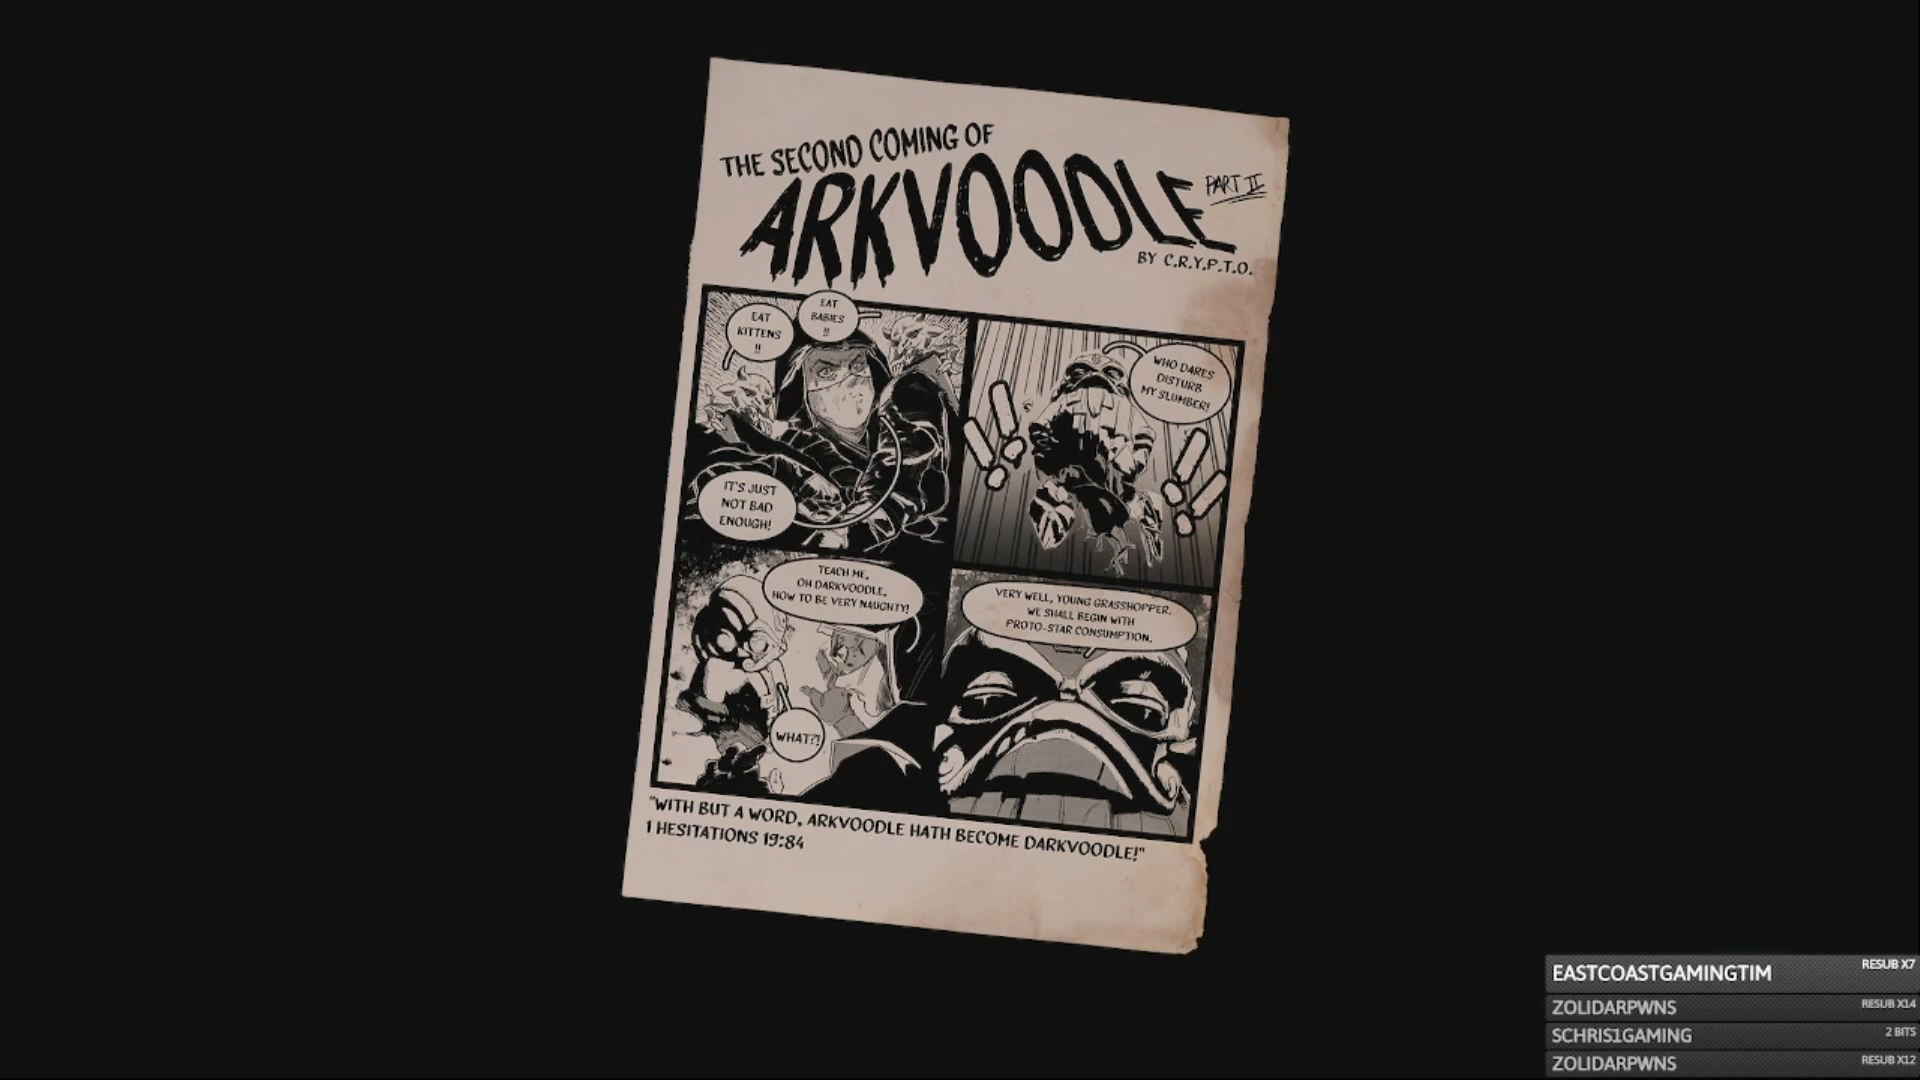 THE SECOND COMING OF
ARKVOODLE
PART II
BY C.R.Y.P.T.O.
EAT
KITTENS
!!
EAT
BABIES
!!
IT'S JUST
NOT BAD
ENOUGH!
WHO DARES
DISTURB
MY SLUMBER!
!!
!!
TEACH ME,
OH DARKVOODLE,
HOW TO BE VERY NAUGHTY!
WHAT?!
VERY WELL, YOUNG GRASSHOPPER.
WE SHALL BEGIN WITH
PROTO-STAR CONSUMPTION.
"WITH BUT A WORD, ARKVOODLE HATH BECOME DARKVOODLE!"
1 HESITATIONS 19:84
EASTCOASTGAMINGTIM RESUB X7
ZOLIDARPWNS RESUB X14
SCHRIS1GAMING 2 BITS
ZOLIDARPWNS RESUB X12